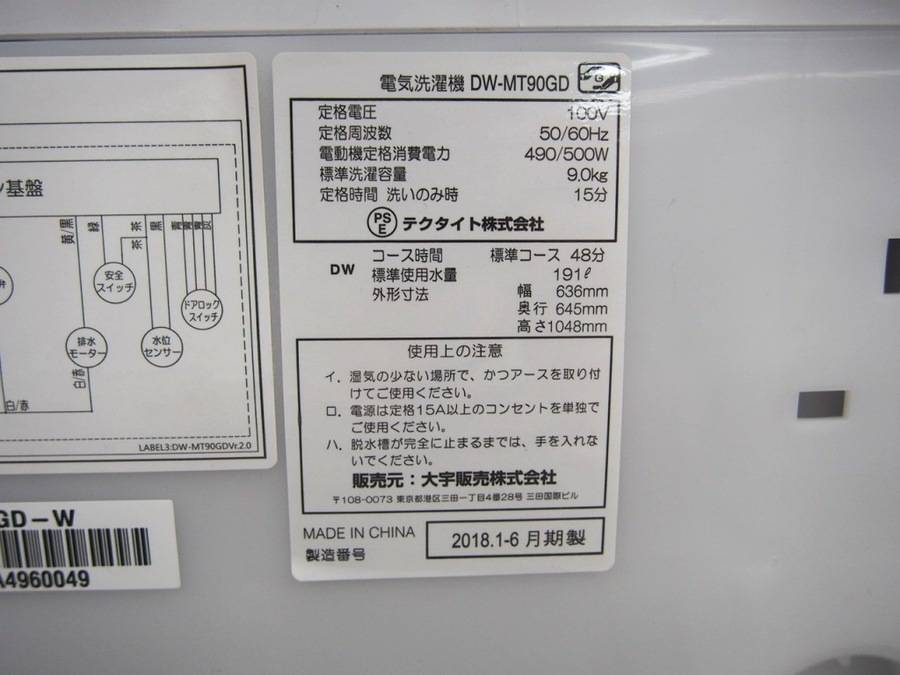 電気洗濯機 DW-MT90GD G
定格電圧 100V
定格周波数 50/60Hz
電動機定格消費電力 490/500W
標準洗濯容量 9.0kg
定格時間 洗いのみ時 15分
PSE テクタイト株式会社
DW コース時間 標準コース 48分
標準使用水量 191ℓ
外形寸法 幅 636mm
奥行 645mm
高さ1048mm
使用上の注意
イ．湿気の少ない場所で、かつアースを取り付
けてご使用ください。
ロ．電源は定格15A以上のコンセントを単独で
ご使用ください。
ハ．脱水槽が完全に止まるまでは、手を入れな
いでください。
販売元：大宇販売株式会社
〒108-0073 東京都港区三田一丁目4番28号 三田国際ビル
MADE IN CHINA
製造番号
2018.1-6 月期製
ン基盤
黄/黒 緑 茶 茶 黒
弁
安全
スイッチ
ドアロック
スイッチ
排水
モーター
水位
センサー
白/赤
白/赤
LABEL3:DW-MT90GDVr.2.0
GD-W
A4960049